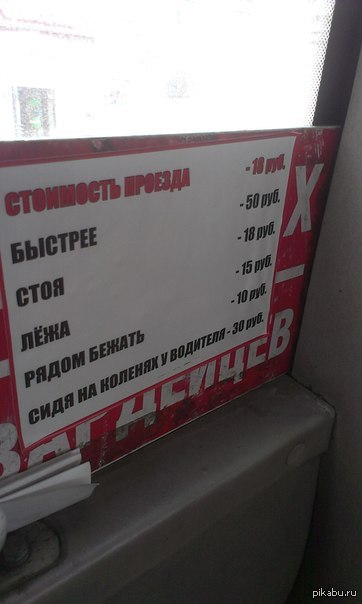 СТОИМОСТЬ ПРОЕЗДА - 18 руб.
БЫСТРЕЕ - 50 руб.
СТОЯ - 18 руб.
ЛЁЖА - 15 руб.
РЯДОМ БЕЖАТЬ - 10 руб.
СИДЯ НА КОЛЕНЯХ У ВОДИТЕЛЯ - 30 руб.
Х
pikabu.ru